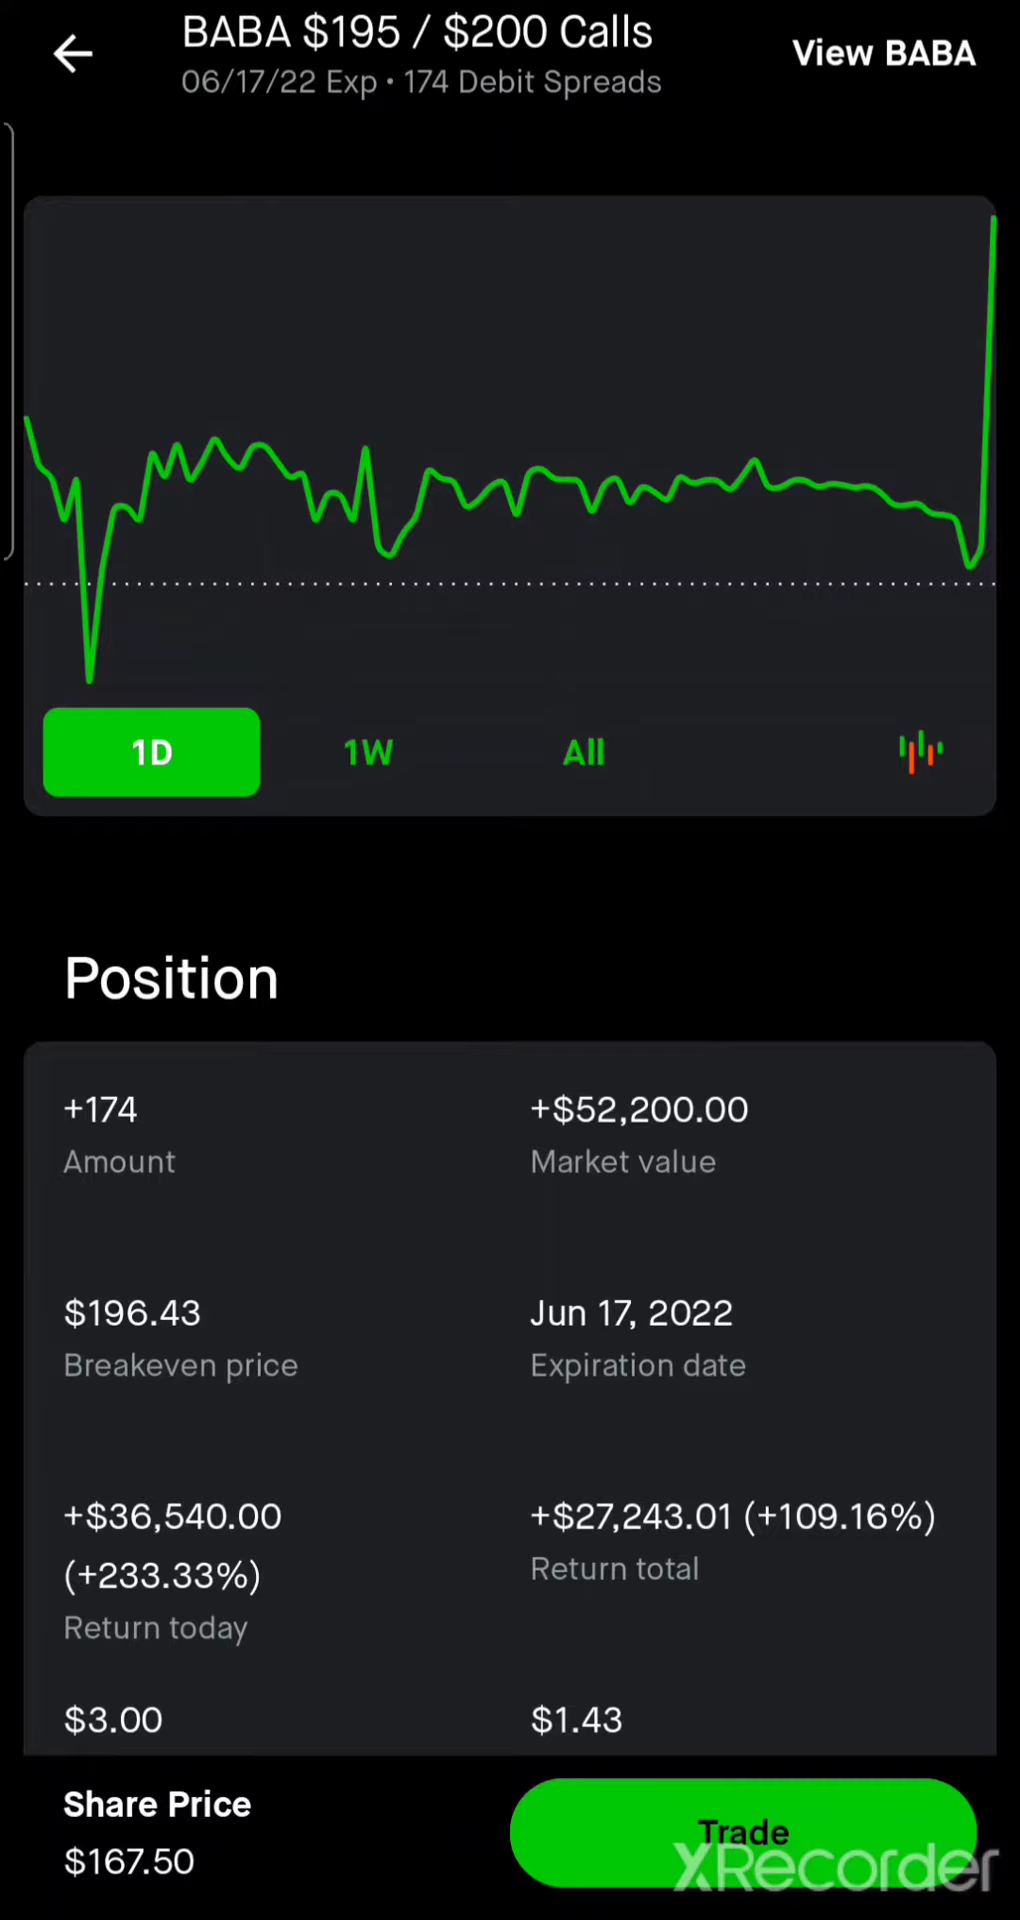 BABA $195 / $200 Calls
06/17/22 Exp · 174 Debit Spreads
View BABA
1D
1W
All
Position
+174
Amount
+$52,200.00
Market value
$196.43
Breakeven price
Jun 17, 2022
Expiration date
+$36,540.00
(+233.33%)
Return today
+$27,243.01 (+109.16%)
Return total
$3.00
$1.43
Share Price
$167.50
Trade
XRecorder